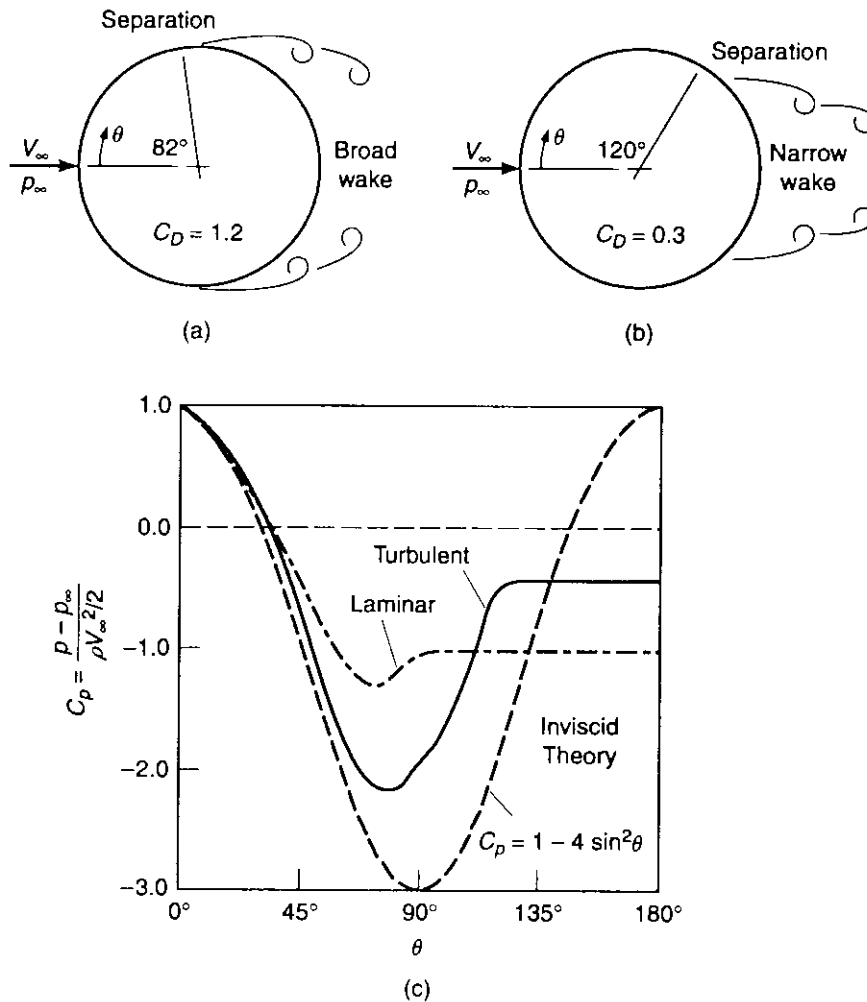 Separation
θ
82°
V∞
p∞
Broad
wake
C_D = 1.2
(a)
Separation
θ
120°
V∞
p∞
Narrow
wake
C_D = 0.3
(b)
1.0
0.0
−1.0
−2.0
−3.0
C_p = (p − p∞) / (ρV∞²/2)
Turbulent
Laminar
Inviscid
Theory
C_p = 1 − 4 sin²θ
0°
45°
90°
135°
180°
θ
(c)